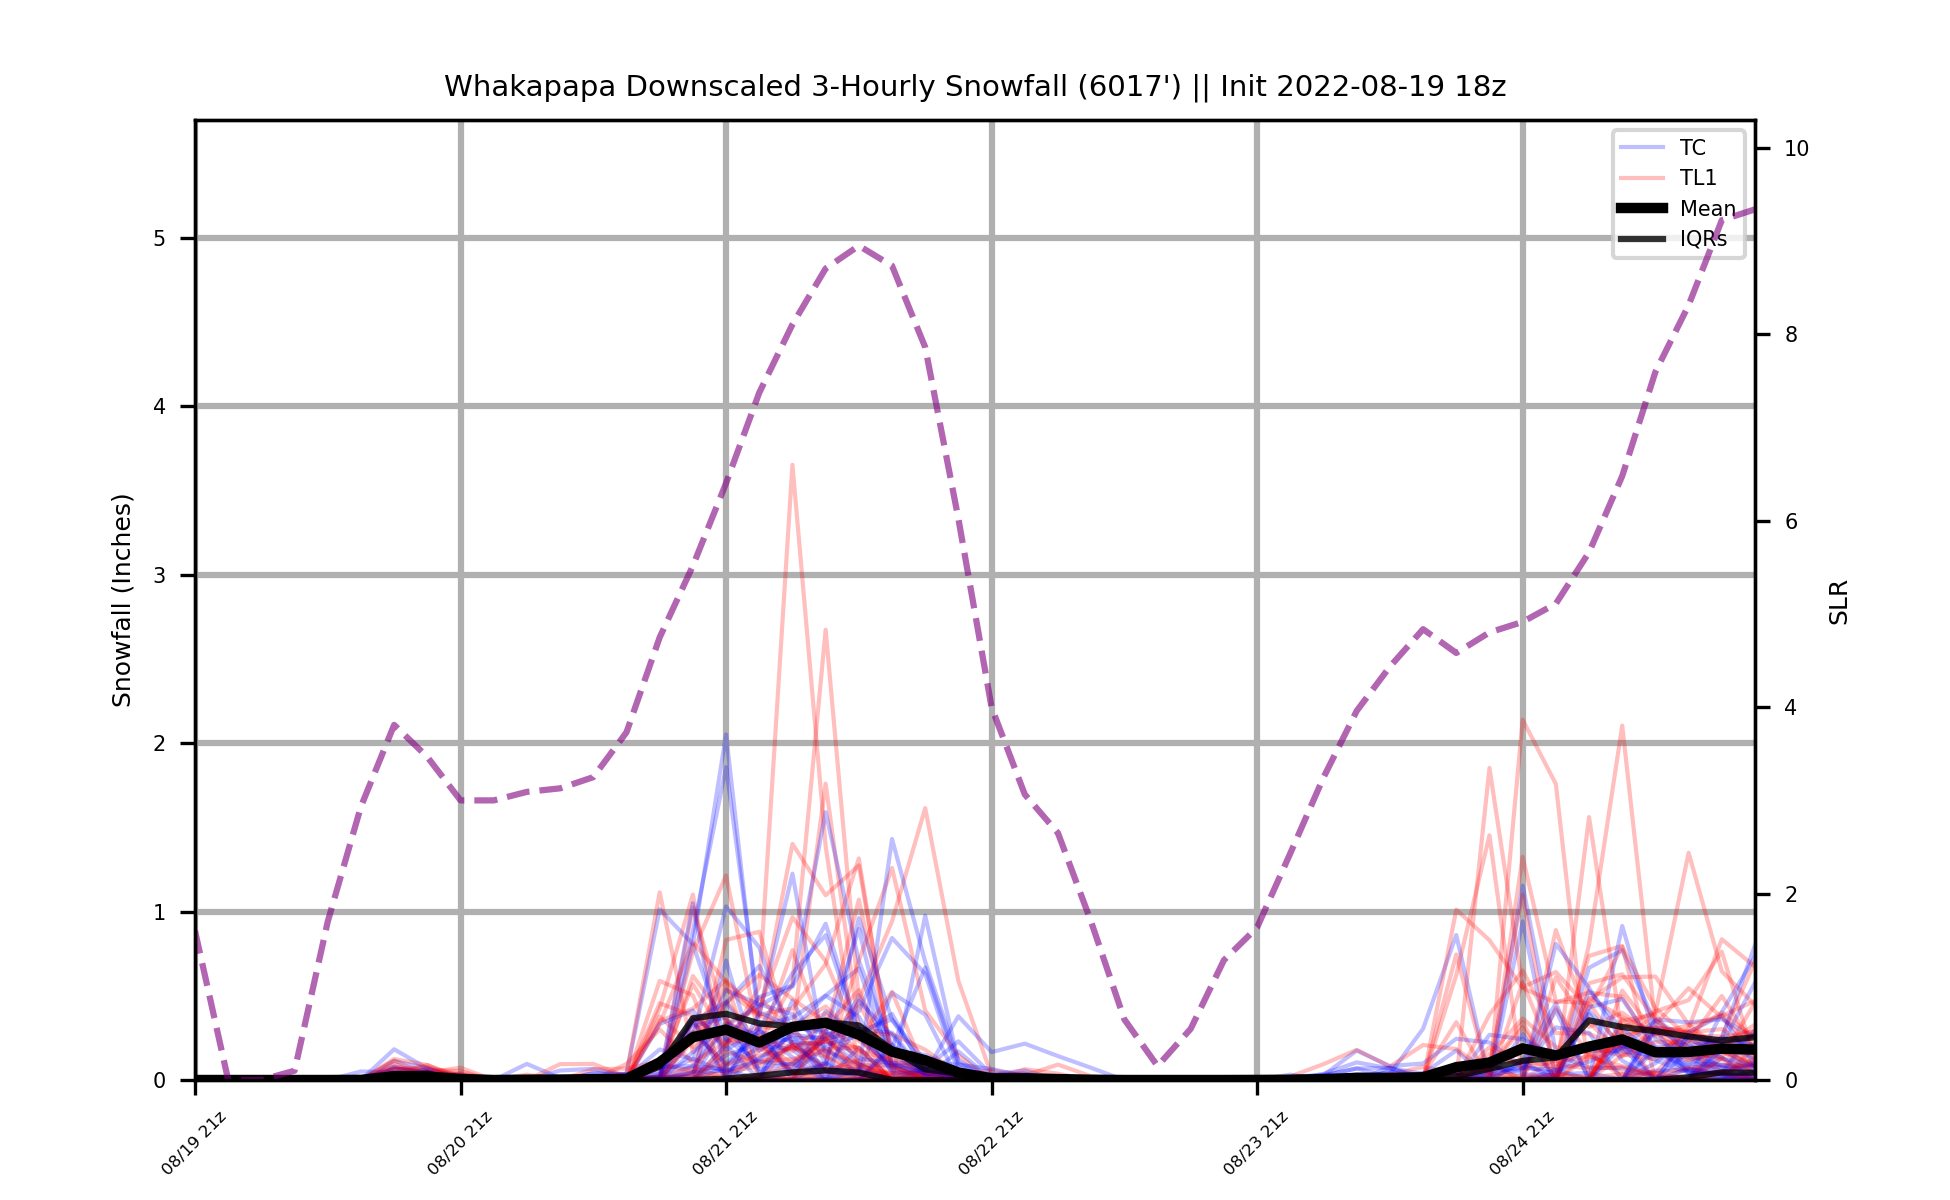 Whakapapa Downscaled 3-Hourly Snowfall (6017') || Init 2022-08-19 18z
TC
TL1
Mean
IQRs
5
4
3
2
1
0
Snowfall (Inches)
10
8
6
4
2
0
SLR
08/19 21z
08/20 21z
08/21 21z
08/22 21z
08/23 21z
08/24 21z